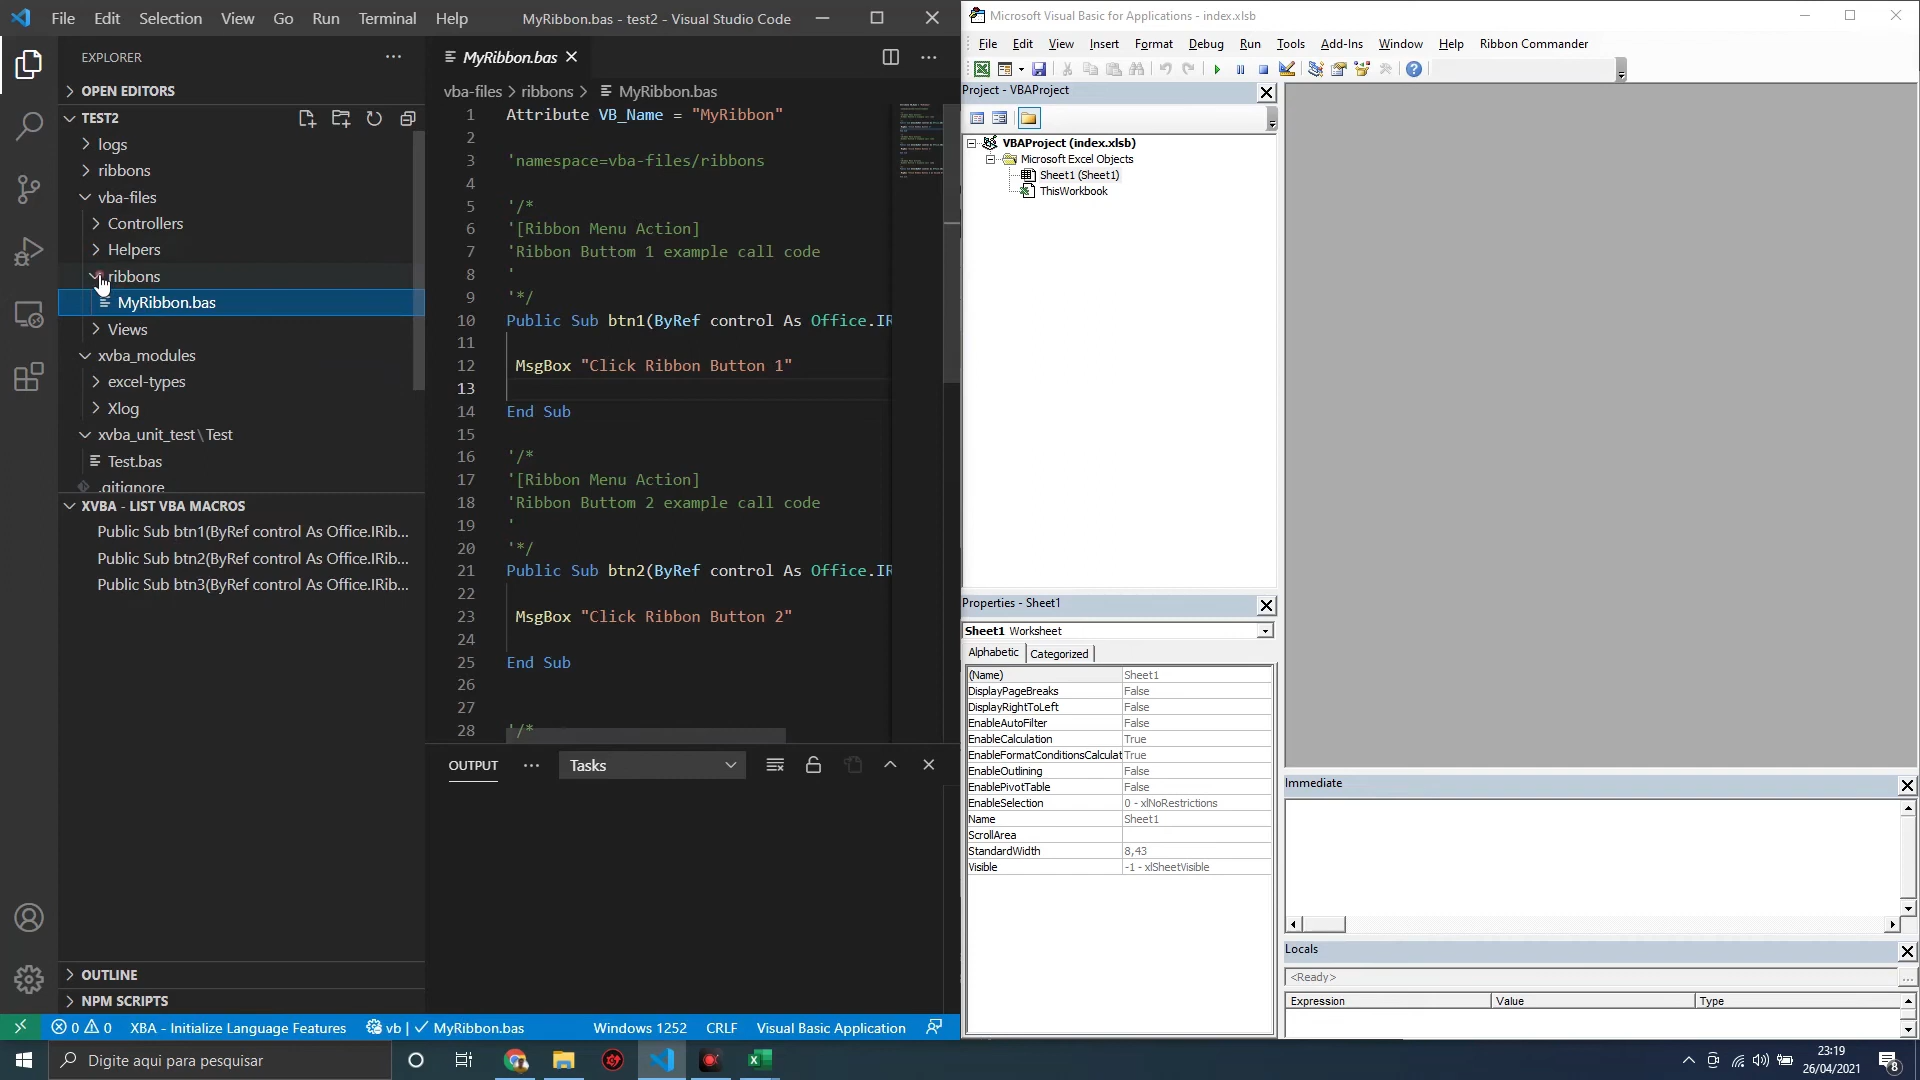 File Edit Selection View Go Run Terminal Help MyRibbon.bas - test2 - Visual Studio Code
EXPLORER
OPEN EDITORS
TEST2
logs
ribbons
vba-files
Controllers
Helpers
ribbons
MyRibbon.bas
Views
xvba_modules
excel-types
Xlog
xvba_unit_test\Test
Test.bas
.gitignore
XVBA - LIST VBA MACROS
Public Sub btn1(ByRef control As Office.IRib...
Public Sub btn2(ByRef control As Office.IRib...
Public Sub btn3(ByRef control As Office.IRib...
OUTLINE
NPM SCRIPTS
MyRibbon.bas
vba-files > ribbons > MyRibbon.bas
1 Attribute VB_Name = "MyRibbon"
2
3 'namespace=vba-files/ribbons
4
5 '/*
6 '[Ribbon Menu Action]
7 'Ribbon Buttom 1 example call code
8 '
9 '*/
10 Public Sub btn1(ByRef control As Office.IR
11
12 MsgBox "Click Ribbon Button 1"
13
14 End Sub
15
16 '/*
17 '[Ribbon Menu Action]
18 'Ribbon Buttom 2 example call code
19 '
20 '*/
21 Public Sub btn2(ByRef control As Office.IR
22
23 MsgBox "Click Ribbon Button 2"
24
25 End Sub
26
27
28 '/*
OUTPUT
Tasks
0 0 XBA - Initialize Language Features vb | MyRibbon.bas Windows 1252 CRLF Visual Basic Application
Microsoft Visual Basic for Applications - index.xlsb
File Edit View Insert Format Debug Run Tools Add-Ins Window Help Ribbon Commander
Project - VBAProject
VBAProject (index.xlsb)
Microsoft Excel Objects
Sheet1 (Sheet1)
ThisWorkbook
Properties - Sheet1
Sheet1 Worksheet
Alphabetic Categorized
(Name) Sheet1
DisplayPageBreaks False
DisplayRightToLeft False
EnableAutoFilter False
EnableCalculation True
EnableFormatConditionsCalculat True
EnableOutlining False
EnablePivotTable False
EnableSelection 0 - xlNoRestrictions
Name Sheet1
ScrollArea
StandardWidth 8,43
Visible -1 - xlSheetVisible
Immediate
Locals
<Ready>
Expression Value Type
Digite aqui para pesquisar
23:19
26/04/2021
8